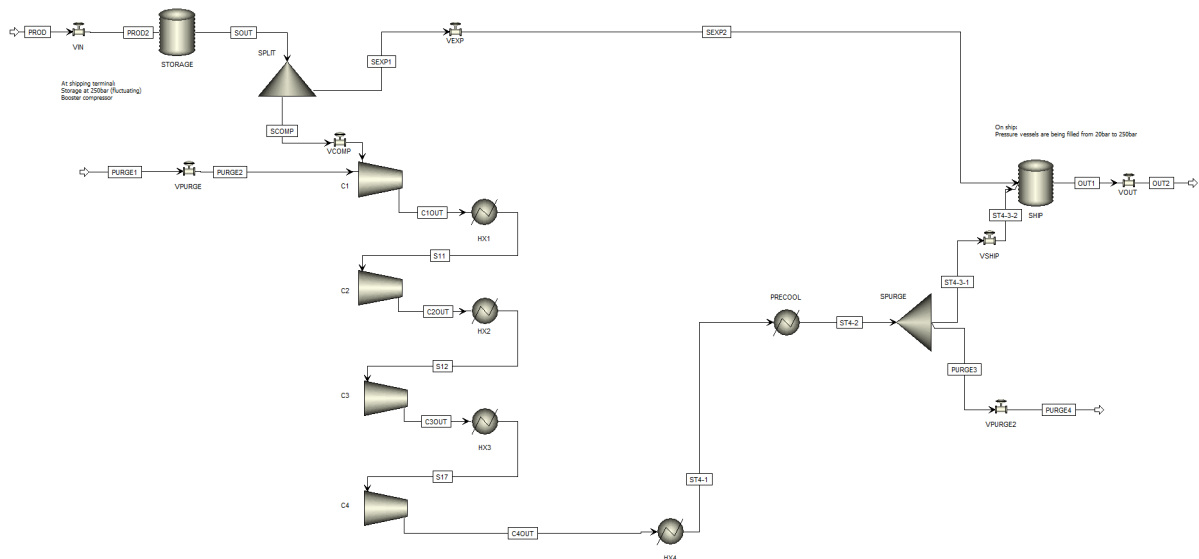 PROD
VIN
PROD2
STORAGE
SOUT
SPLIT
SEXP1
VEXP
SEXP2
At shipping terminal:
Storage at 250bar (fluctuating)
Booster compressor
SCOMP
VCOMP
On ship:
Pressure vessels are being filled from 20bar to 250bar
PURGE1
VPURGE
PURGE2
C1
C1OUT
HX1
SHIP
OUT1
VOUT
OUT2
ST4-3-2
VSHIP
S11
C2
C2OUT
HX2
ST4-3-1
PRECOOL
ST4-2
SPURGE
S12
C3
C3OUT
HX3
PURGE3
VPURGE2
PURGE4
S17
ST4-1
C4
C4OUT
HX4